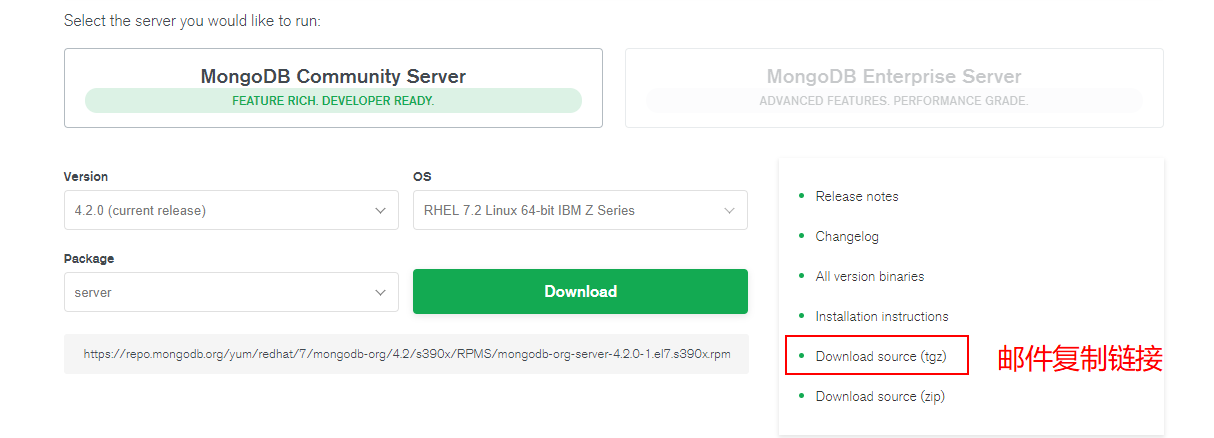 Select the server you would like to run:
MongoDB Community Server
FEATURE RICH. DEVELOPER READY.
MongoDB Enterprise Server
ADVANCED FEATURES. PERFORMANCE GRADE.
Version
OS
4.2.0 (current release)
RHEL 7.2 Linux 64-bit IBM Z Series
Package
server
Download
https://repo.mongodb.org/yum/redhat/7/mongodb-org/4.2/s390x/RPMS/mongodb-org-server-4.2.0-1.el7.s390x.rpm
Release notes
Changelog
All version binaries
Installation instructions
Download source (tgz)
邮件复制链接
Download source (zip)